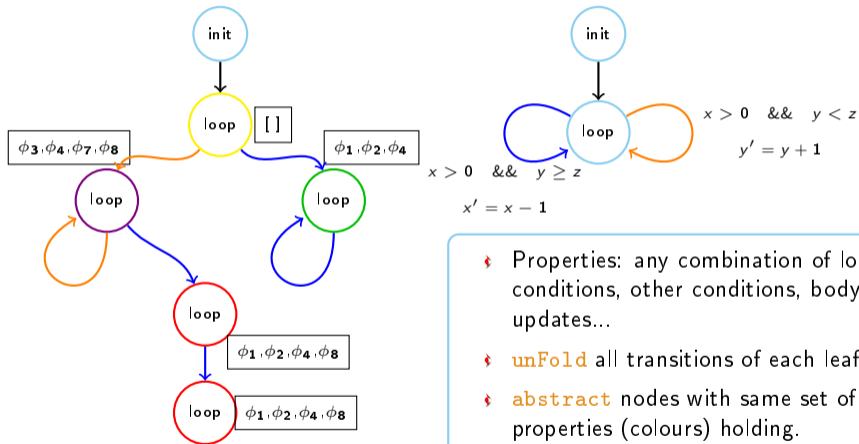 init
loop
[ ]
ϕ3,ϕ4,ϕ7,ϕ8
ϕ1,ϕ2,ϕ4
loop
loop
loop
ϕ1,ϕ2,ϕ4,ϕ8
loop
ϕ1,ϕ2,ϕ4,ϕ8
init
loop
x > 0 && y < z
y′ = y + 1
x > 0 && y ≥ z
x′ = x − 1
Properties: any combination of lo
conditions, other conditions, body
updates...
unFold all transitions of each leaf
abstract nodes with same set of
properties (colours) holding.